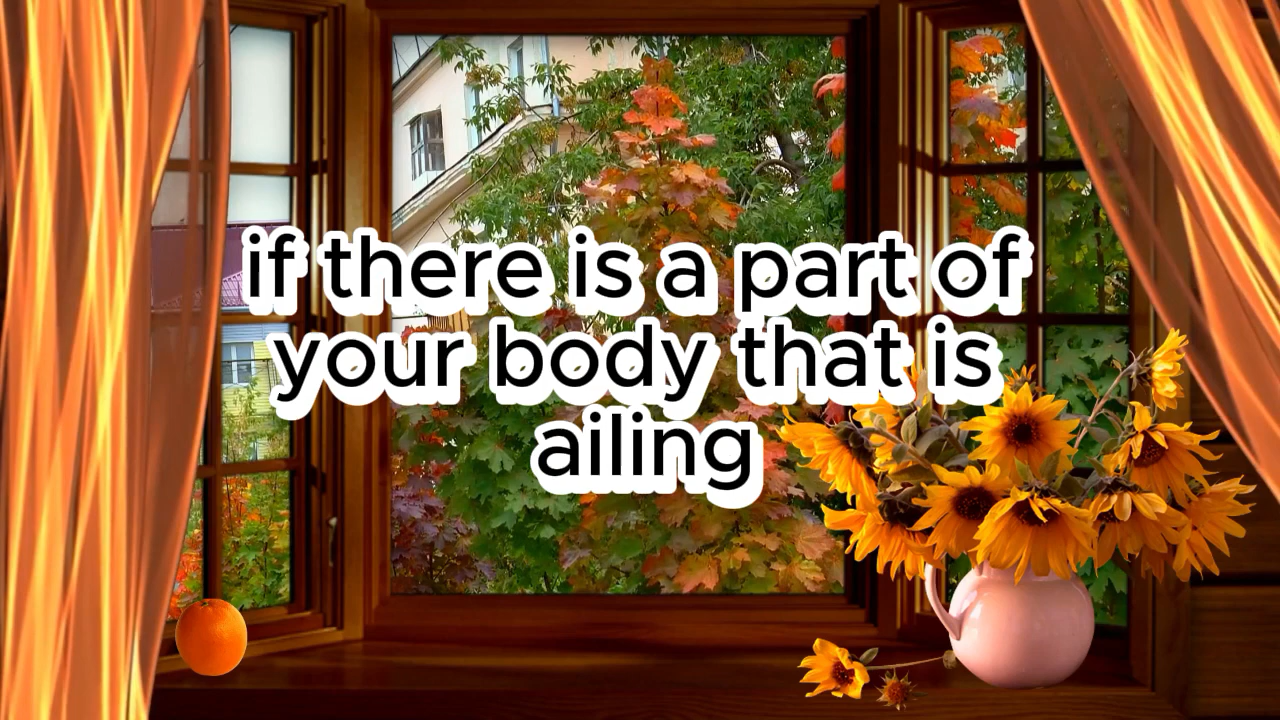 if there is a part of
your body that is
ailing